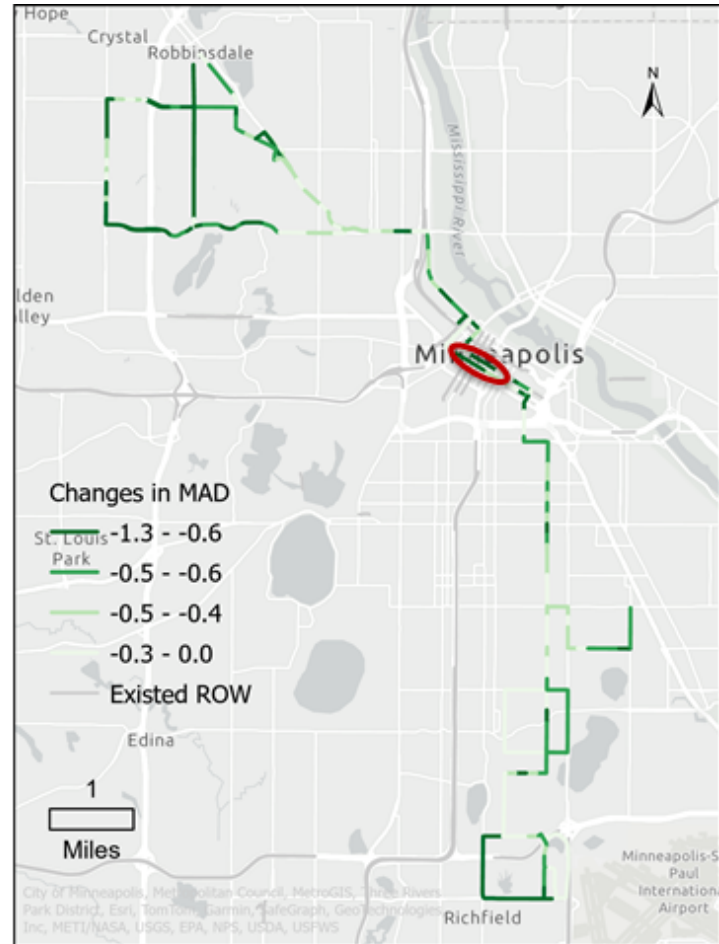 Hope
Crystal
Robbinsdale
N
Mississippi River
lden
alley
Minneapolis
Changes in MAD
-1.3 - -0.6
St. Louis
Park
-0.5 - -0.6
-0.5 - -0.4
-0.3 - 0.0
Existed ROW
Edina
1
Miles
Minneapolis-S
Paul
Internationa
Airport
Richfield
City of Minneapolis, Metropolitan Council, MetroGIS, Three Rivers
Park District, Esri, TomTom, Garmin, SafeGraph, GeoTechnologies,
Inc, METI/NASA, USGS, EPA, NPS, USDA, USFWS